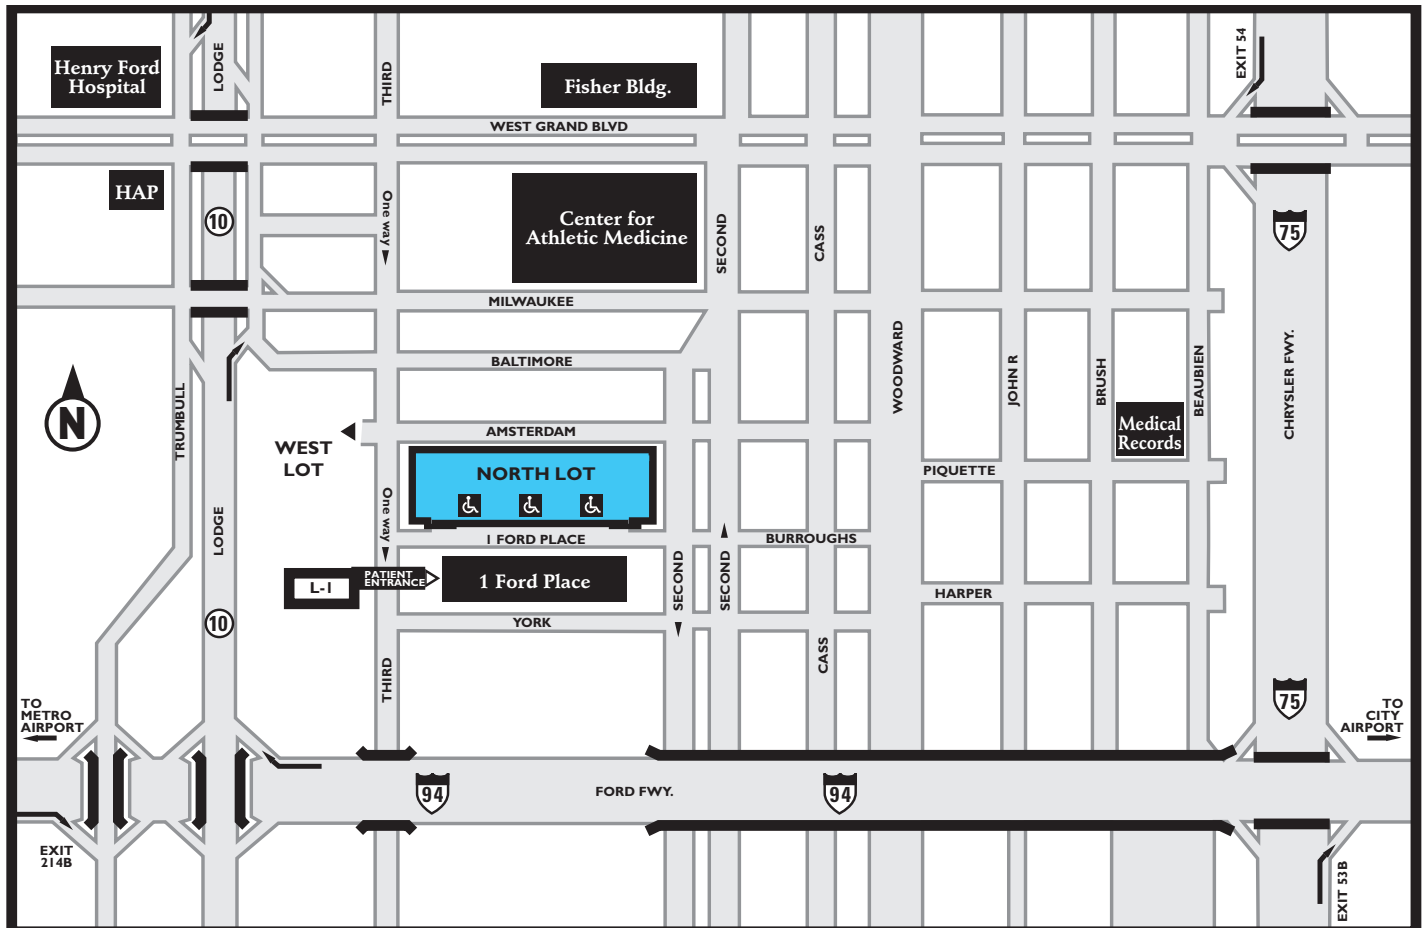 Henry Ford
Hospital
LODGE
THIRD
Fisher Bldg.
EXIT 54
WEST GRAND BLVD
HAP
10
One way
Center for
Athletic Medicine
SECOND
CASS
75
MILWAUKEE
BALTIMORE
WOODWARD
JOHN R
BRUSH
BEAUBIEN
CHRYSLER FWY.
N
TRUMBULL
WEST
LOT
AMSTERDAM
Medical
Records
NORTH LOT
PIQUETTE
LODGE
One way
1 FORD PLACE
BURROUGHS
L-1
PATIENT
ENTRANCE
1 Ford Place
SECOND
SECOND
HARPER
10
YORK
THIRD
CASS
75
TO
METRO
AIRPORT
TO
CITY
AIRPORT
94
FORD FWY.
94
EXIT
214B
EXIT 53B